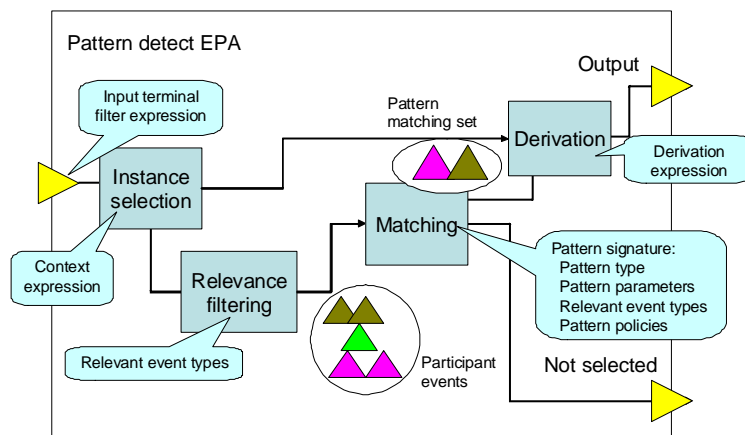 Pattern detect EPA
Output
Input terminal
filter expression
Pattern
matching set
Derivation
Derivation
expression
Instance
selection
Matching
Context
expression
Relevance
filtering
Pattern signature:
Pattern type
Pattern parameters
Relevant event types
Pattern policies
Relevant event types
Participant
events
Not selected